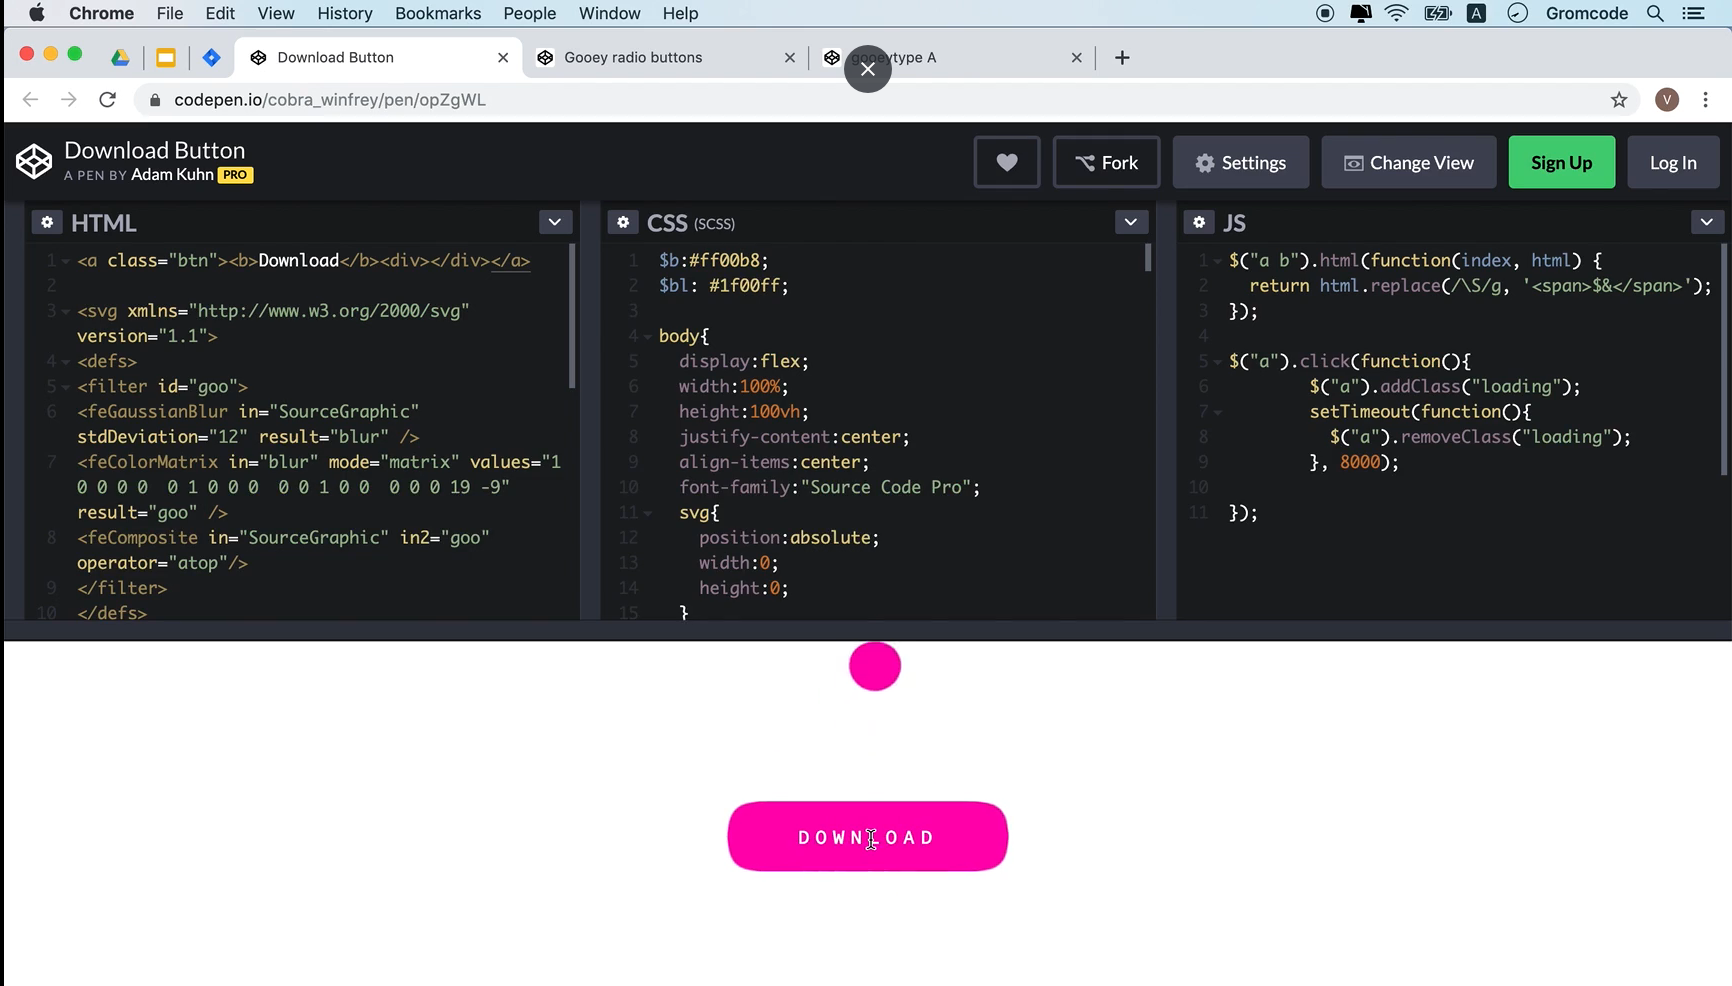 Chrome File Edit View History Bookmarks People Window Help A Gromcode
Download Button Gooey radio buttons gooeytype A
codepen.io/cobra_winfrey/pen/opZgWL V
Download Button
A PEN BY Adam Kuhn PRO
Fork Settings Change View Sign Up Log In
HTML
1 <a class="btn"><b>Download</b><div></div></a>
2
3 <svg xmlns="http://www.w3.org/2000/svg"
version="1.1">
4 <defs>
5 <filter id="goo">
6 <feGaussianBlur in="SourceGraphic"
stdDeviation="12" result="blur" />
7 <feColorMatrix in="blur" mode="matrix" values="1
0 0 0 0  0 1 0 0 0  0 0 1 0 0  0 0 0 19 -9"
result="goo" />
8 <feComposite in="SourceGraphic" in2="goo"
operator="atop"/>
9 </filter>
10 </defs>
CSS (SCSS)
1 $b:#ff00b8;
2 $bl: #1f00ff;
3
4 body{
5 display:flex;
6 width:100%;
7 height:100vh;
8 justify-content:center;
9 align-items:center;
10 font-family:"Source Code Pro";
11 svg{
12 position:absolute;
13 width:0;
14 height:0;
15 }
JS
1 $("a b").html(function(index, html) {
2 return html.replace(/\S/g, '<span>$&</span>');
3 });
4
5 $("a").click(function(){
6 $("a").addClass("loading");
7 setTimeout(function(){
8 $("a").removeClass("loading");
9 }, 8000);
10
11 });
DOWNLOAD